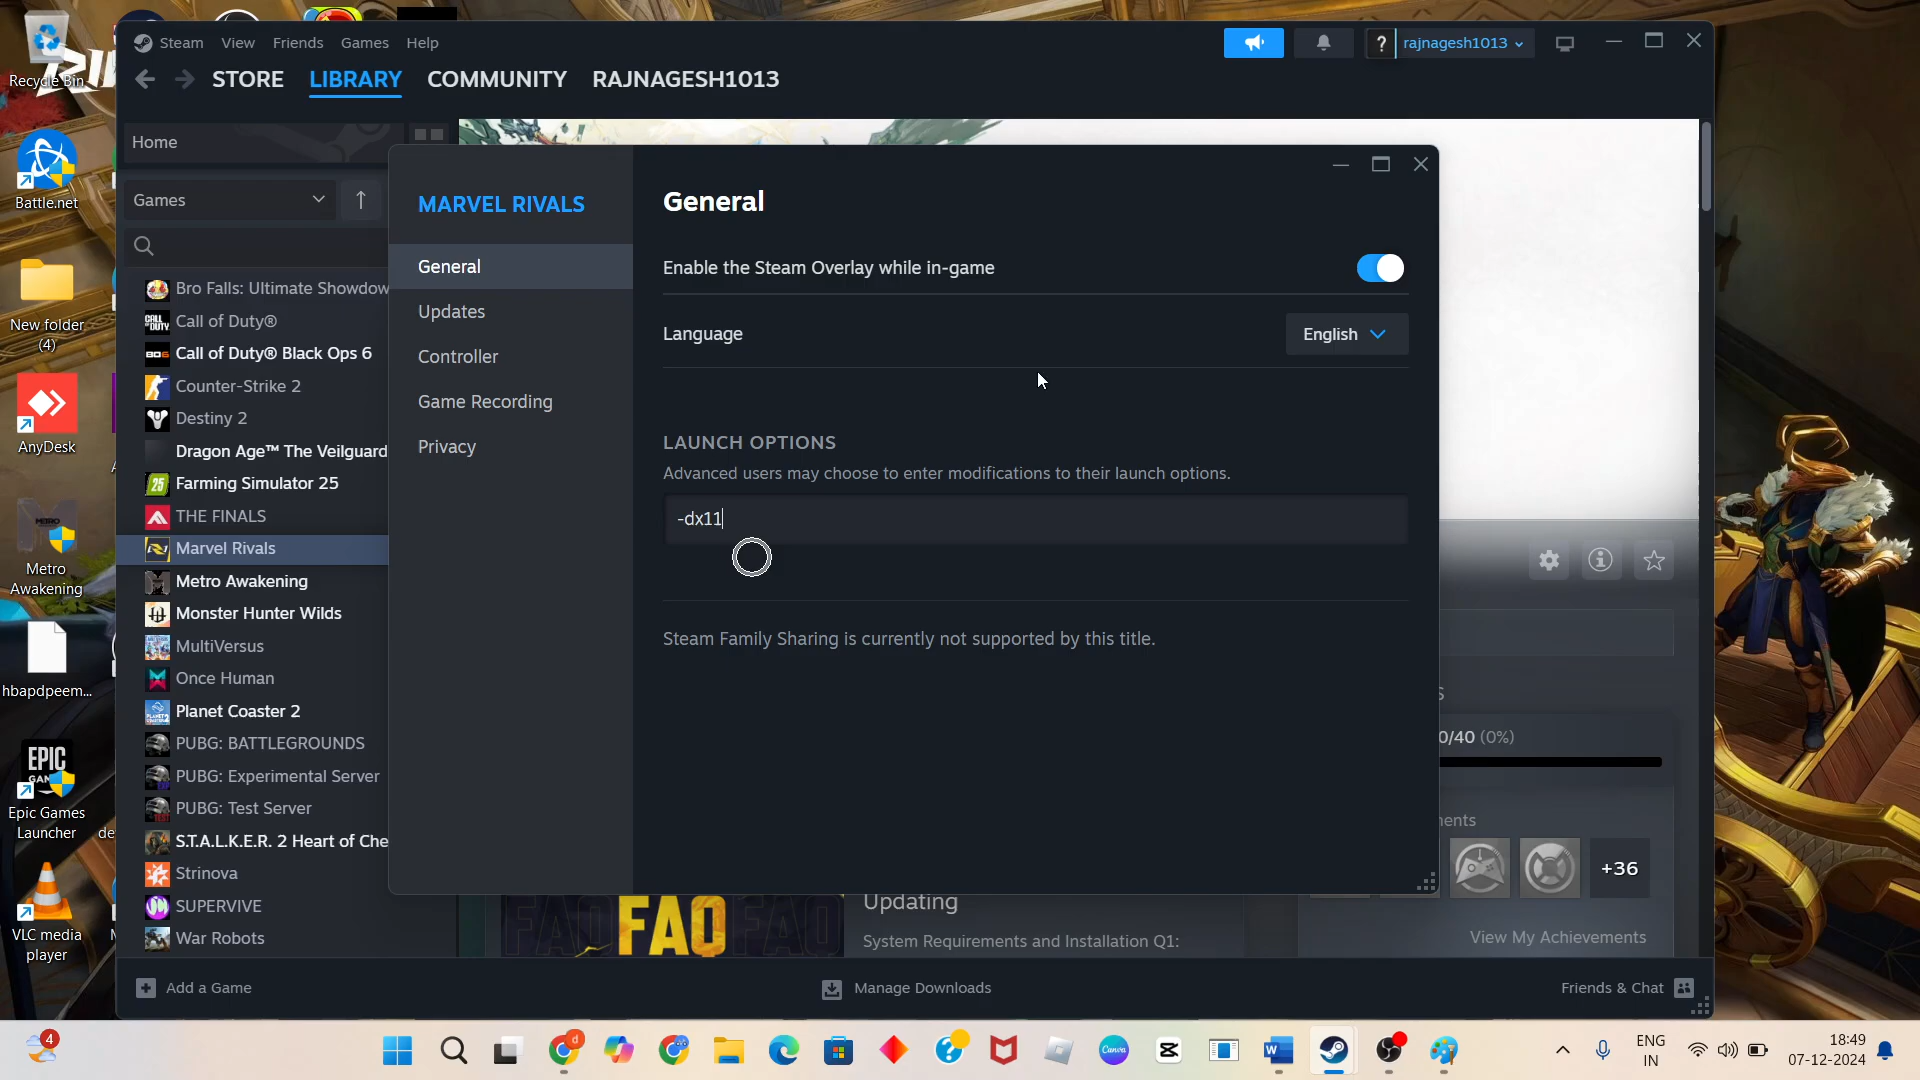 Recycle Bin
Battle.net
New folder
(4)
AnyDesk
Metro
Awakening
hbapdpeem...
EPIC
Epic Games
Launcher
VLC media
player
Steam View Friends Games Help
? rajnagesh1013
STORE LIBRARY COMMUNITY RAJNAGESH1013
Home
Games
Bro Falls: Ultimate Showdow
Call of Duty®
Call of Duty® Black Ops 6
Counter-Strike 2
Destiny 2
Dragon Age™ The Veilguard
Farming Simulator 25
THE FINALS
Marvel Rivals
Metro Awakening
Monster Hunter Wilds
MultiVersus
Once Human
Planet Coaster 2
PUBG: BATTLEGROUNDS
PUBG: Experimental Server
PUBG: Test Server
S.T.A.L.K.E.R. 2 Heart of Che
Strinova
SUPERVIVE
War Robots
MARVEL RIVALS
General
Updates
Controller
Game Recording
Privacy
General
Enable the Steam Overlay while in-game
Language English
LAUNCH OPTIONS
Advanced users may choose to enter modifications to their launch options.
-dx11
Steam Family Sharing is currently not supported by this title.
0/40 (0%)
+36
View My Achievements
FAQ FAQ FAQ
Updating
System Requirements and Installation Q1:
Add a Game
Manage Downloads
Friends & Chat
4
ENG
IN
18:49
07-12-2024